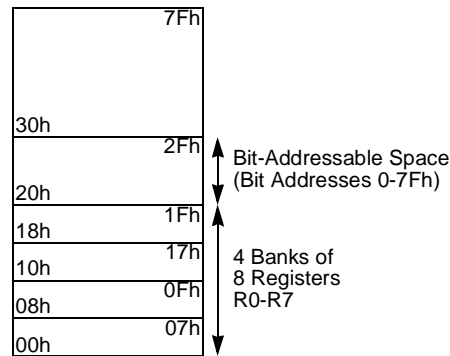 7Fh
30h
2Fh
Bit-Addressable Space
(Bit Addresses 0-7Fh)
20h
1Fh
18h
17h
10h
4 Banks of
8 Registers
R0-R7
0Fh
08h
07h
00h